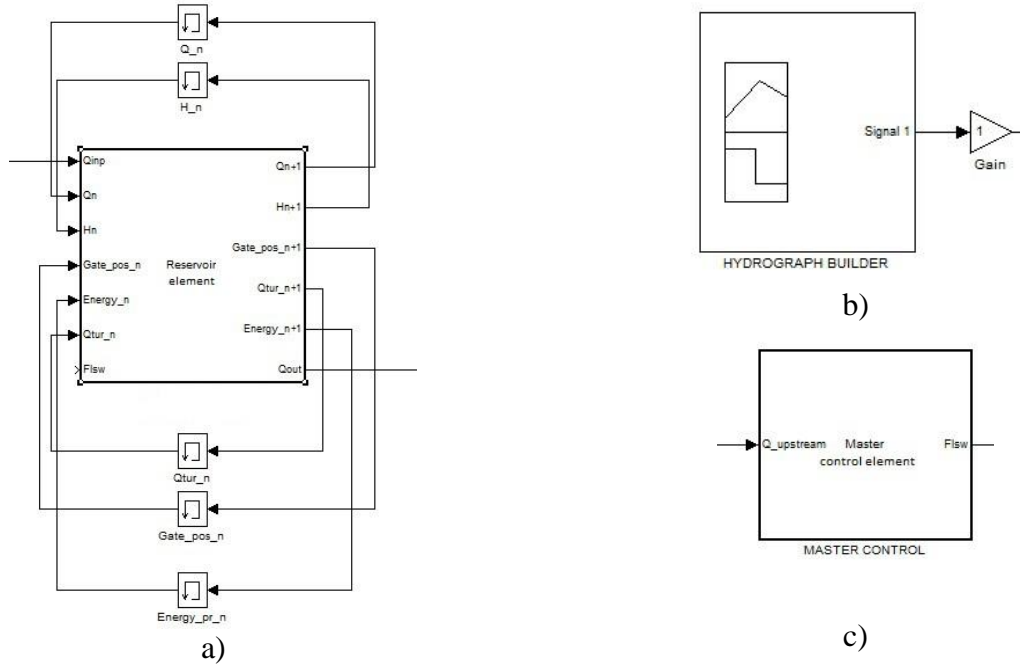 Q_n
H_n
Qinp
Qn
Hn
Gate_pos_n
Energy_n
Qtur_n
Flsw
Reservoir
element
Qn+1
Hn+1
Gate_pos_n+1
Qtur_n+1
Energy_n+1
Qout
Qtur_n
Gate_pos_n
Energy_pr_n
a)
Signal 1
1
Gain
HYDROGRAPH BUILDER
b)
Q_upstream
Master
control element
Flsw
MASTER CONTROL
c)